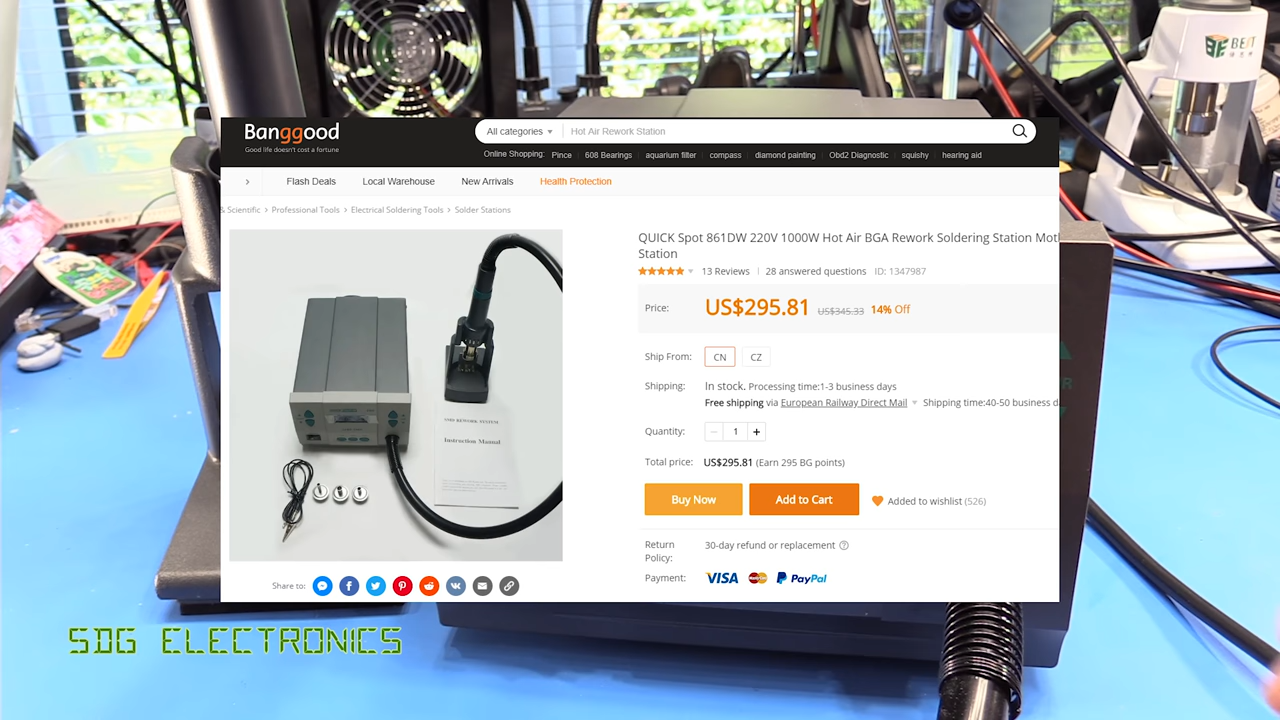 BEST
Banggood
Good life doesn't cost a fortune
All categories
Hot Air Rework Station
Online Shopping: Pince 608 Bearings aquarium filter compass diamond painting Obd2 Diagnostic squishy hearing aid
Flash Deals Local Warehouse New Arrivals Health Protection
& Scientific > Professional Tools > Electrical Soldering Tools > Solder Stations
QUICK Spot 861DW 220V 1000W Hot Air BGA Rework Soldering Station
Station
13 Reviews | 28 answered questions ID: 1347987
Price: US$295.81 US$345.33 14% Off
Ship From: CN CZ
Shipping: In stock. Processing time:1-3 business days
Free shipping via European Railway Direct Mail Shipping time:40-50 business
Quantity: − 1 +
Total price: US$295.81 (Earn 295 BG points)
Buy Now Add to Cart Added to wishlist (526)
Return Policy: 30-day refund or replacement
Payment: VISA MasterCard PayPal
Instruction Manual
Share to:
SDG ELECTRONICS